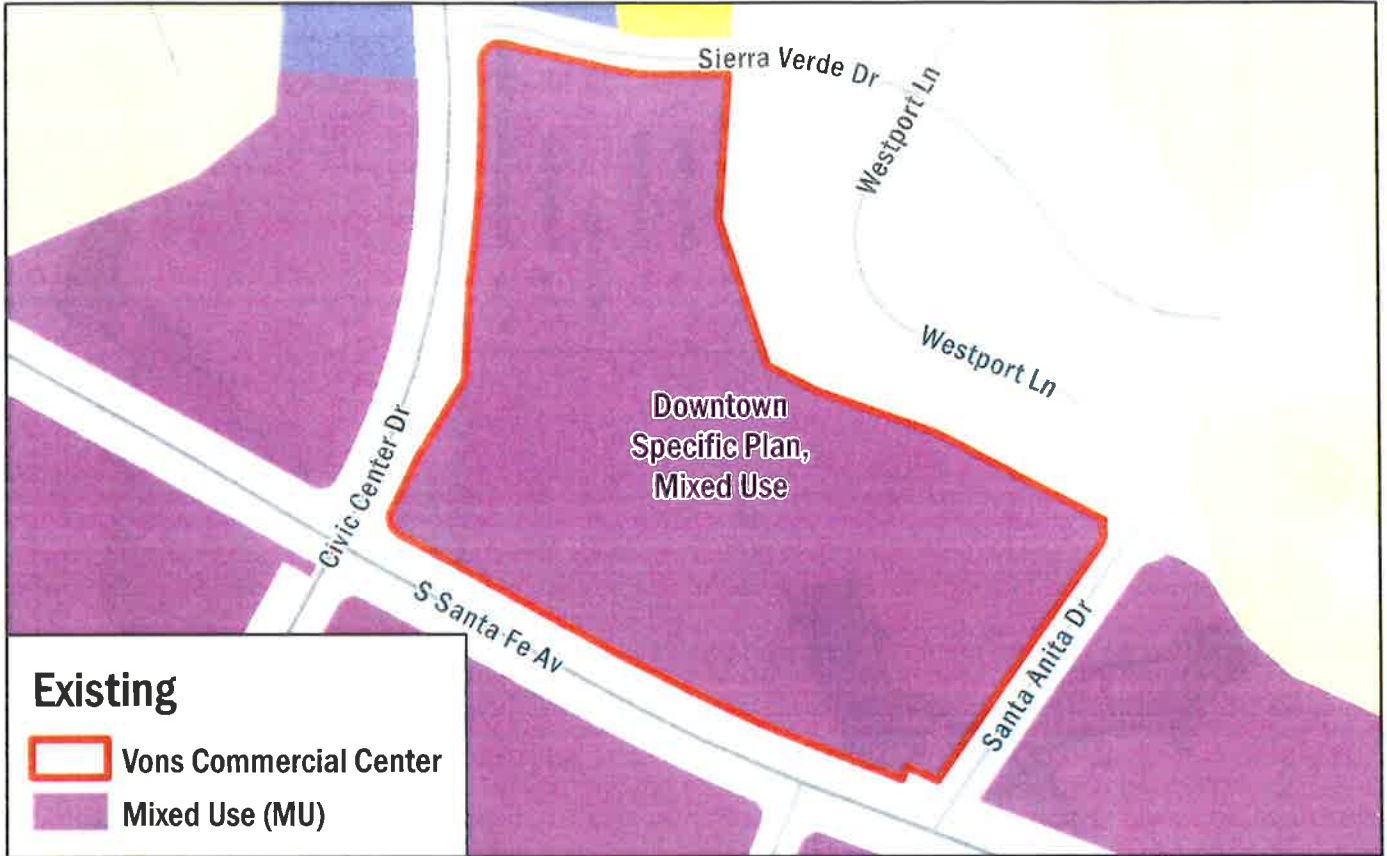 Sierra Verde Dr
Westport Ln
Westport Ln
Downtown
Specific Plan,
Mixed Use
Civic Center Dr
S Santa Fe Av
Santa Anita Dr
Existing
Vons Commercial Center
Mixed Use (MU)